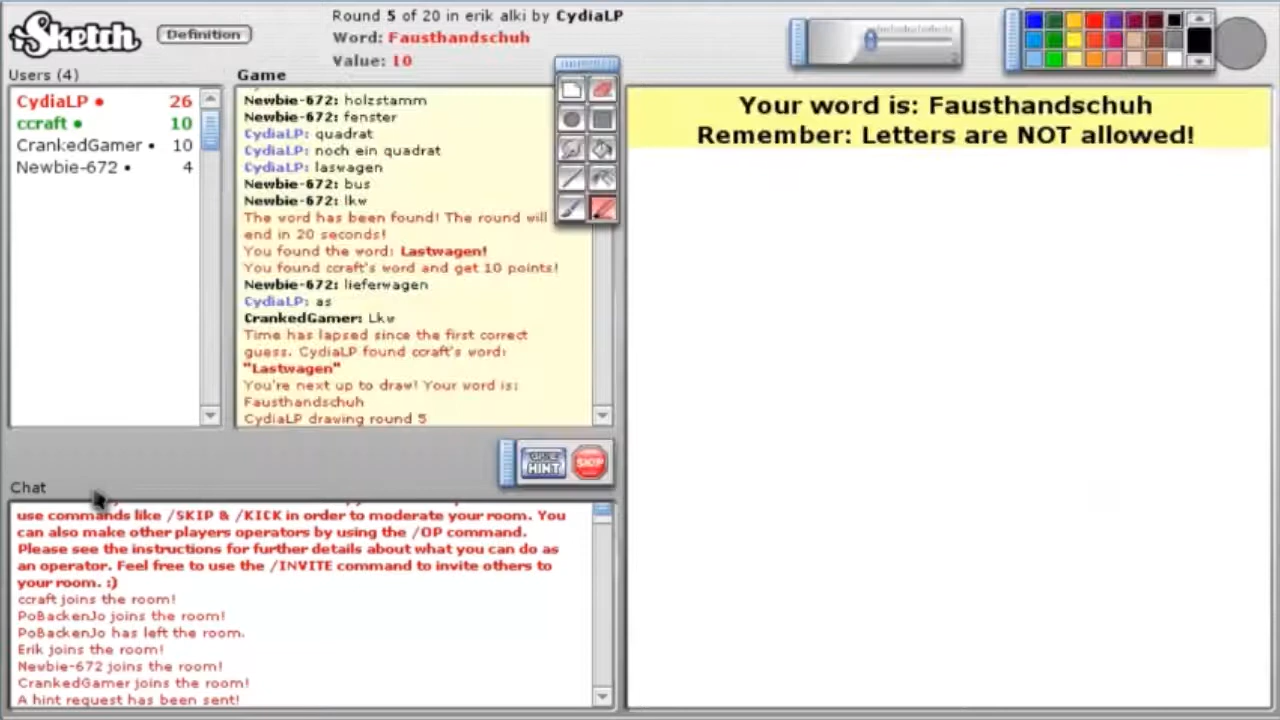 iSketch
Definition
Round 5 of 20 in erik alki by CydiaLP
Word: Fausthandschuh
Value: 10
Users (4)
CydiaLP • 26
ccraft • 10
CrankedGamer • 10
Newbie-672 • 4
Game
Newbie-672: holzstamm
Newbie-672: fenster
CydiaLP: quadrat
CydiaLP: noch ein quadrat
CydiaLP: laswagen
Newbie-672: bus
Newbie-672: lkw
The word has been found! The round will
end in 20 seconds!
You found the word: Lastwagen!
You found ccraft's word and get 10 points!
Newbie-672: lieferwagen
CydiaLP: as
CrankedGamer: Lkw
Time has lapsed since the first correct
guess. CydiaLP found ccraft's word:
"Lastwagen"
You're next up to draw! Your word is:
Fausthandschuh
CydiaLP drawing round 5
Your word is: Fausthandschuh
Remember: Letters are NOT allowed!
HINT
SKIP
Chat
use commands like /SKIP & /KICK in order to moderate your room. You
can also make other players operators by using the /OP command.
Please see the instructions for further details about what you can do as
an operator. Feel free to use the /INVITE command to invite others to
your room. :)
ccraft joins the room!
PoBackenJo joins the room!
PoBackenJo has left the room.
Erik joins the room!
Newbie-672 joins the room!
CrankedGamer joins the room!
A hint request has been sent!